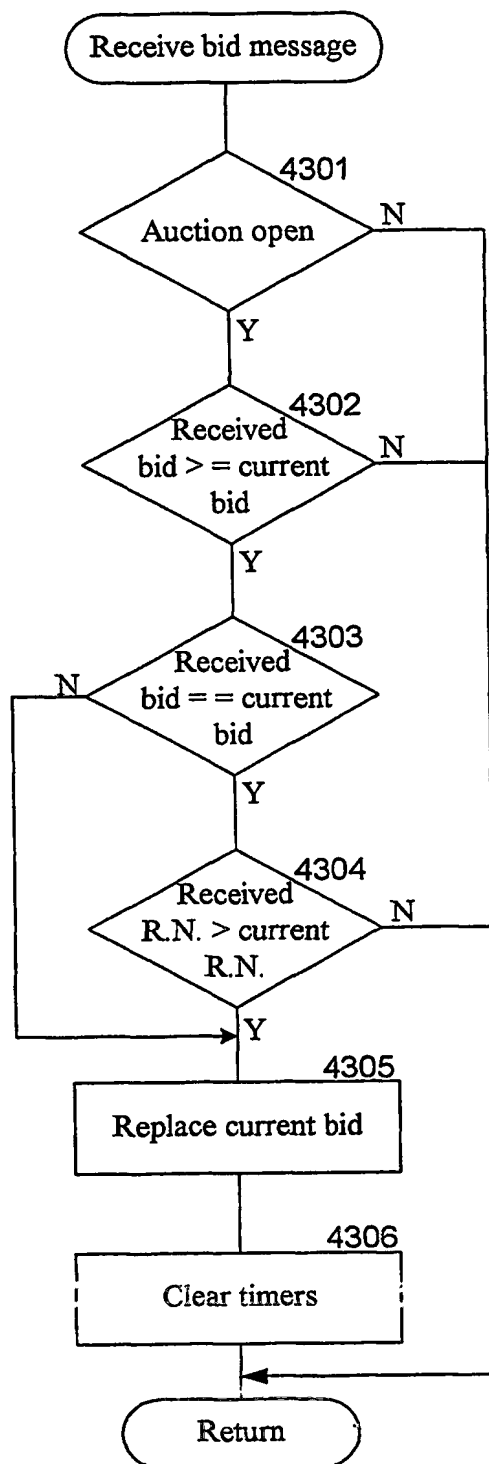 Receive bid message
4301
Auction open
N
Y
4302
Received
bid > = current
bid
N
Y
4303
Received
bid = = current
bid
N
Y
4304
Received
R.N. > current
R.N.
N
Y
4305
Replace current bid
4306
Clear timers
Return